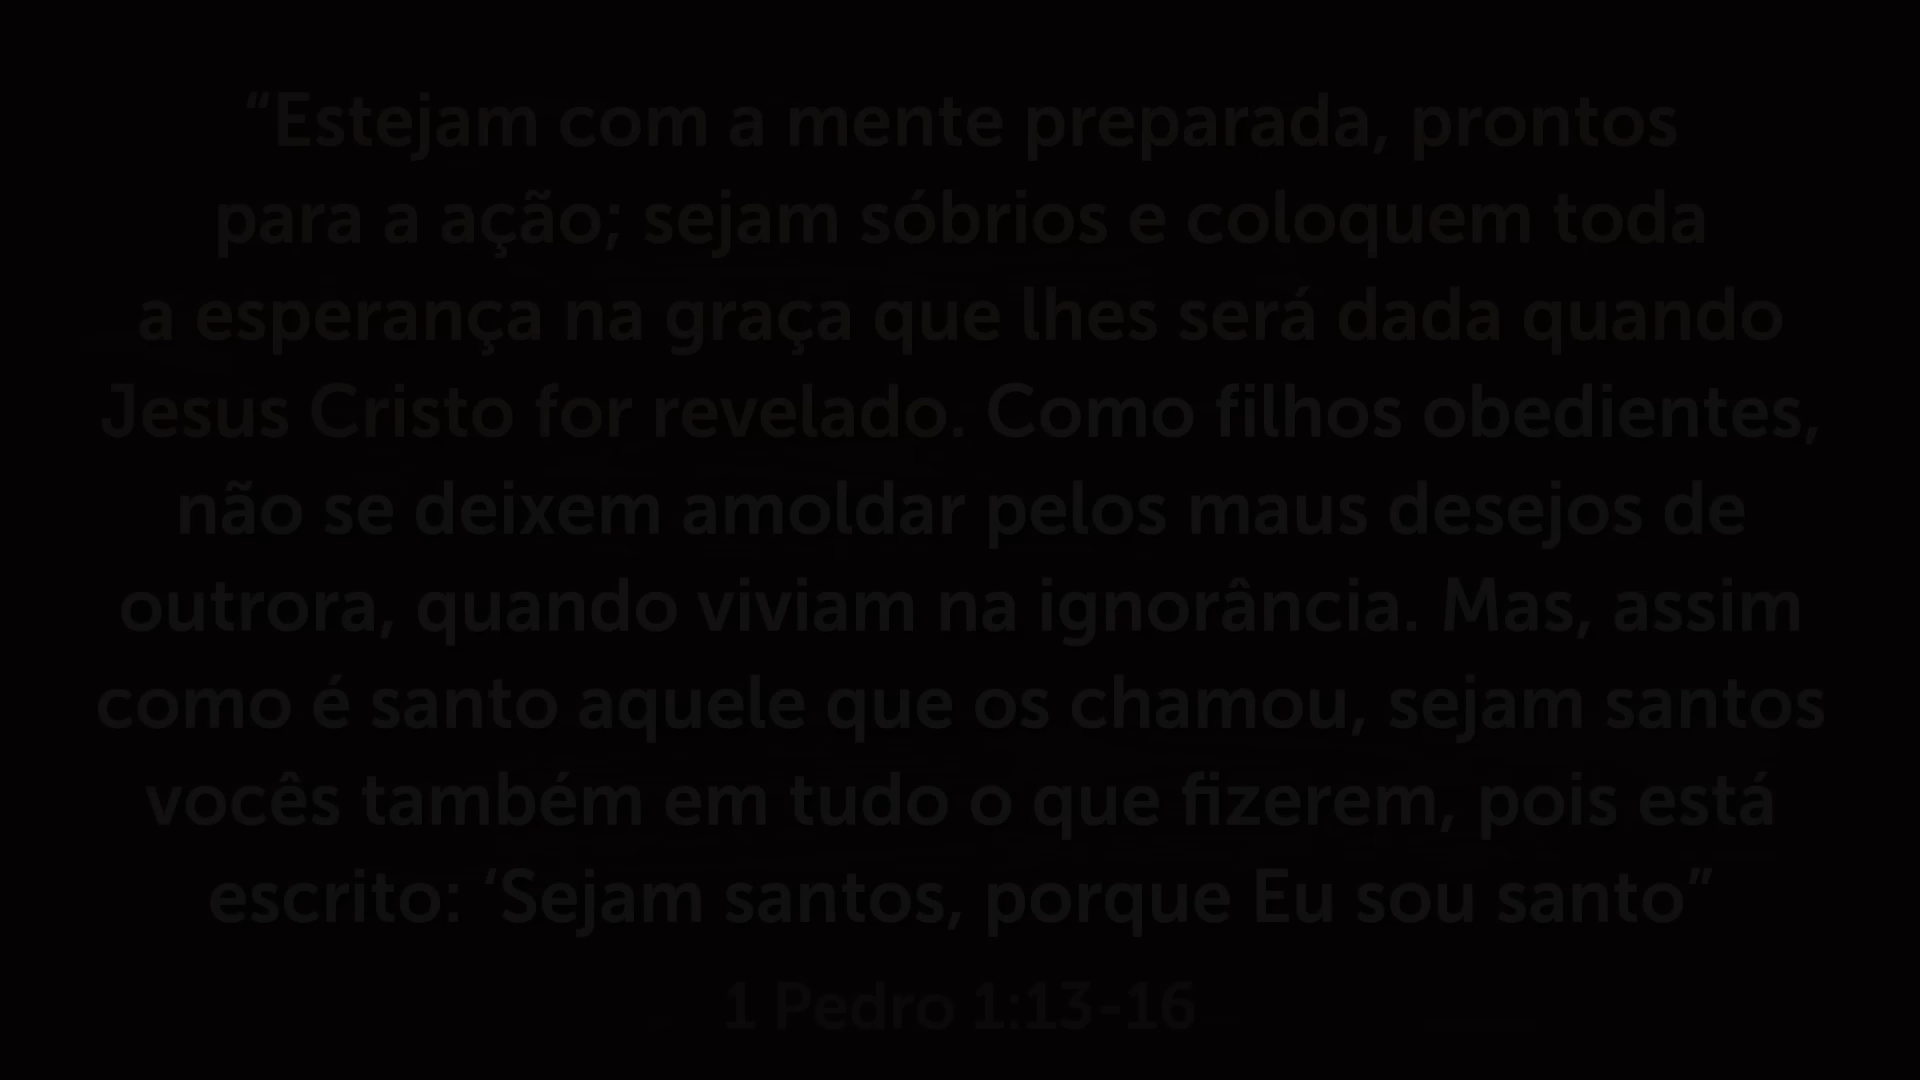 “Estejam com a mente preparada, prontos
para a ação; sejam sóbrios e coloquem toda
a esperança na graça que lhes será dada quando
Jesus Cristo for revelado. Como filhos obedientes,
não se deixem amoldar pelos maus desejos de
outrora, quando viviam na ignorância. Mas, assim
como é santo aquele que os chamou, sejam santos
vocês também em tudo o que fizerem, pois está
escrito: ‘Sejam santos, porque Eu sou santo”
1 Pedro 1:13-16